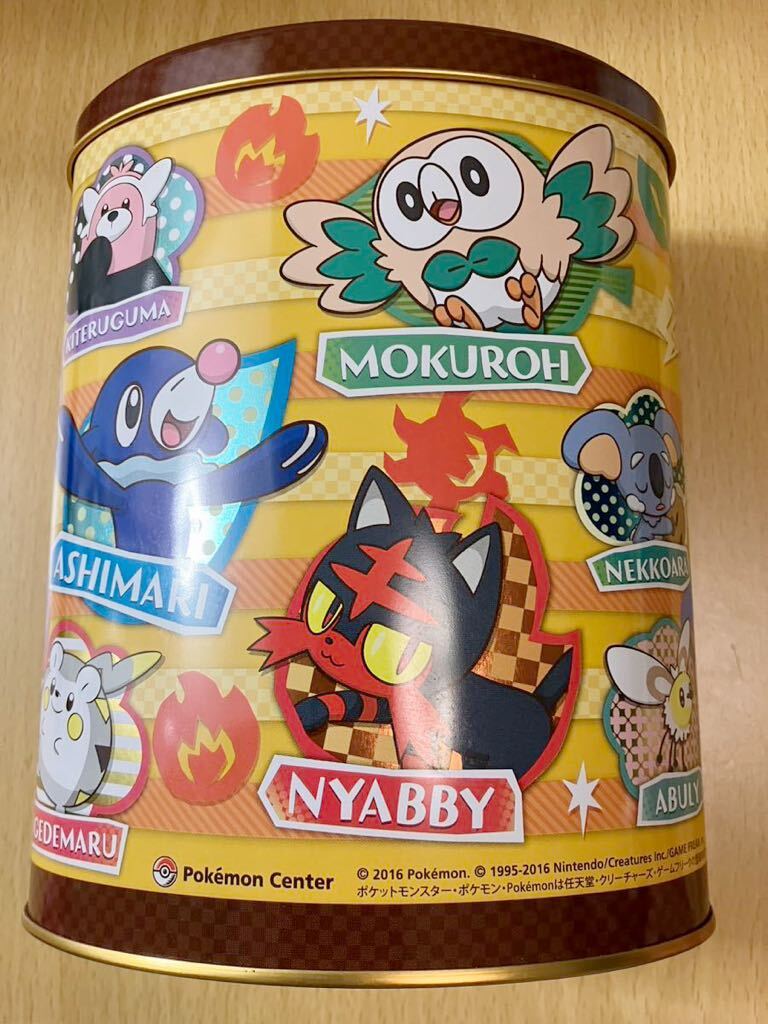 KITERUGUMA
MOKUROH
ASHIMARI
NEKKOARA
NYABBY
GEDEMARU
ABULY
Pokémon Center
© 2016 Pokémon. © 1995-2016 Nintendo/Creatures Inc./GAME FREAK
ポケットモンスター・ポケモン・Pokémonは任天堂・クリーチャーズ・ゲームフリークの